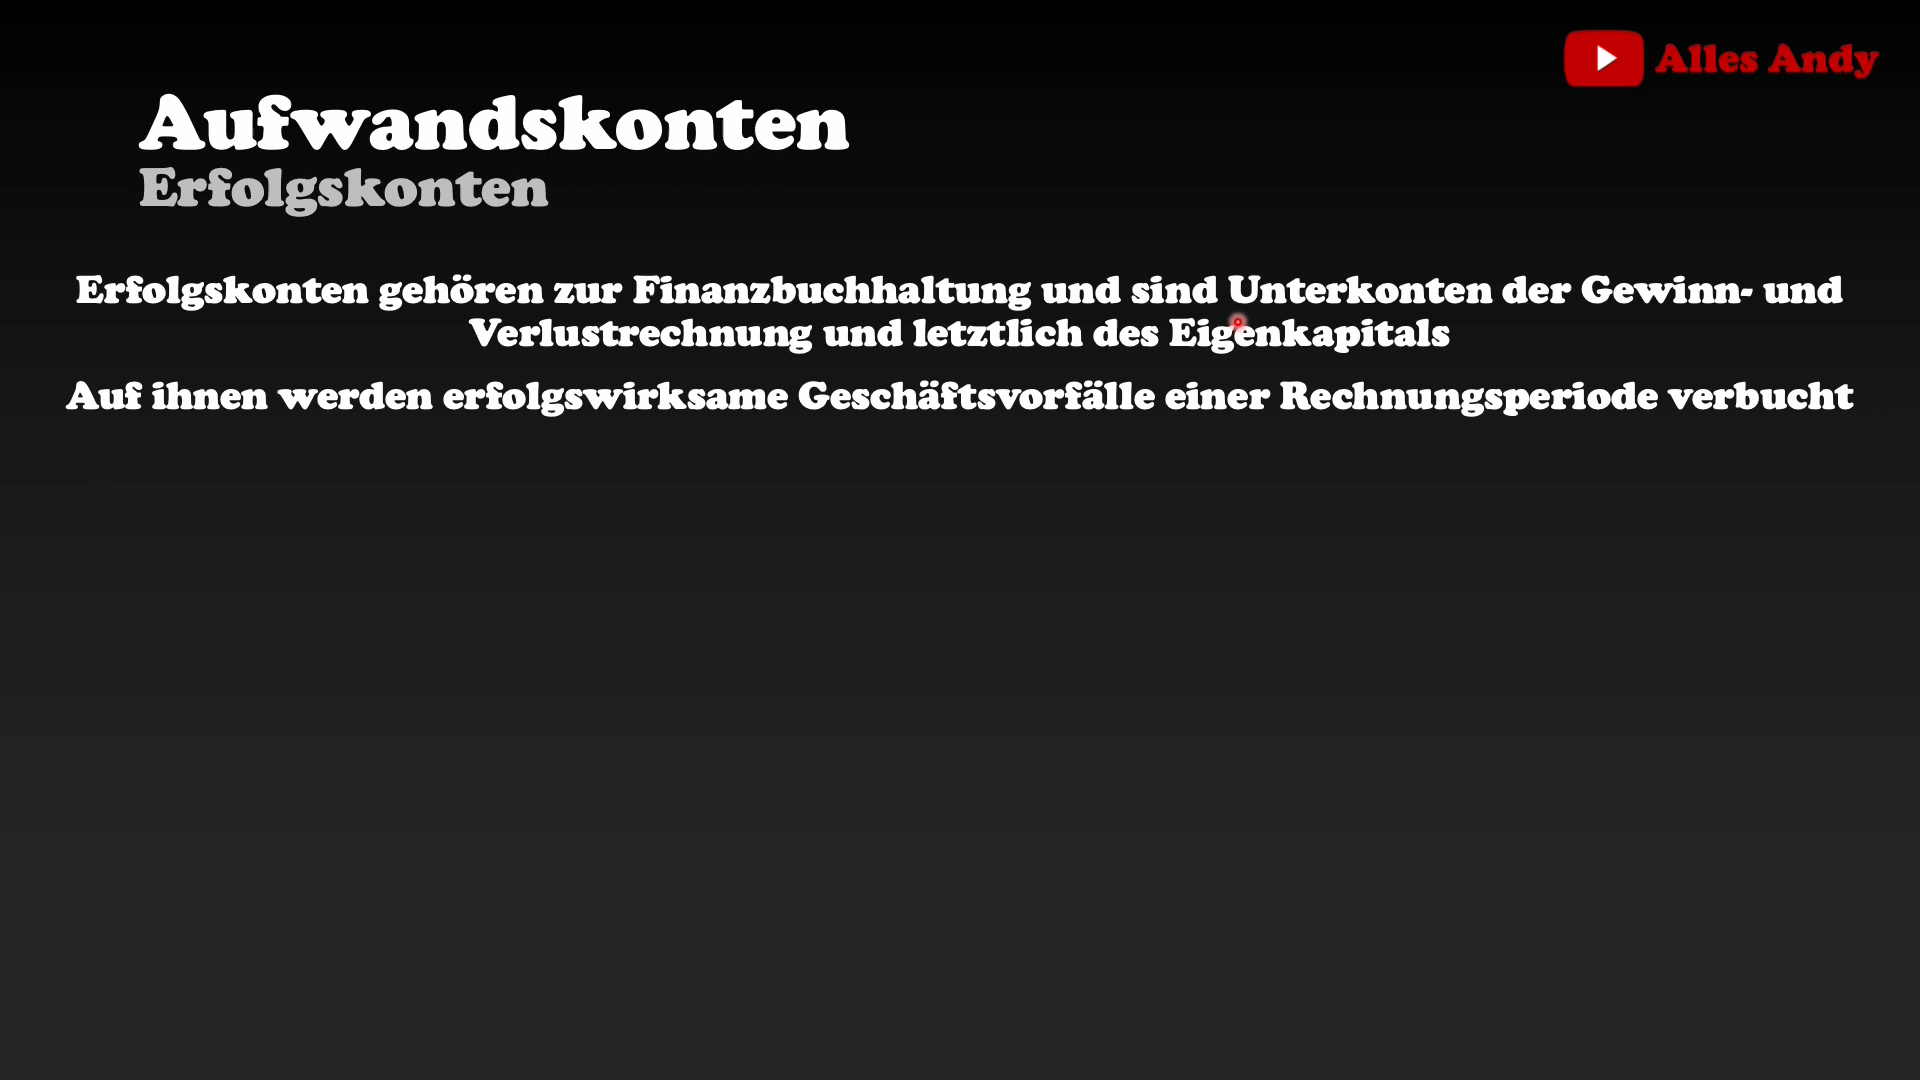 Alles Andy
Aufwandskonten
Erfolgskonten
Erfolgskonten gehören zur Finanzbuchhaltung und sind Unterkonten der Gewinn- und
Verlustrechnung und letztlich des Eigenkapitals
Auf ihnen werden erfolgswirksame Geschäftsvorfälle einer Rechnungsperiode verbucht